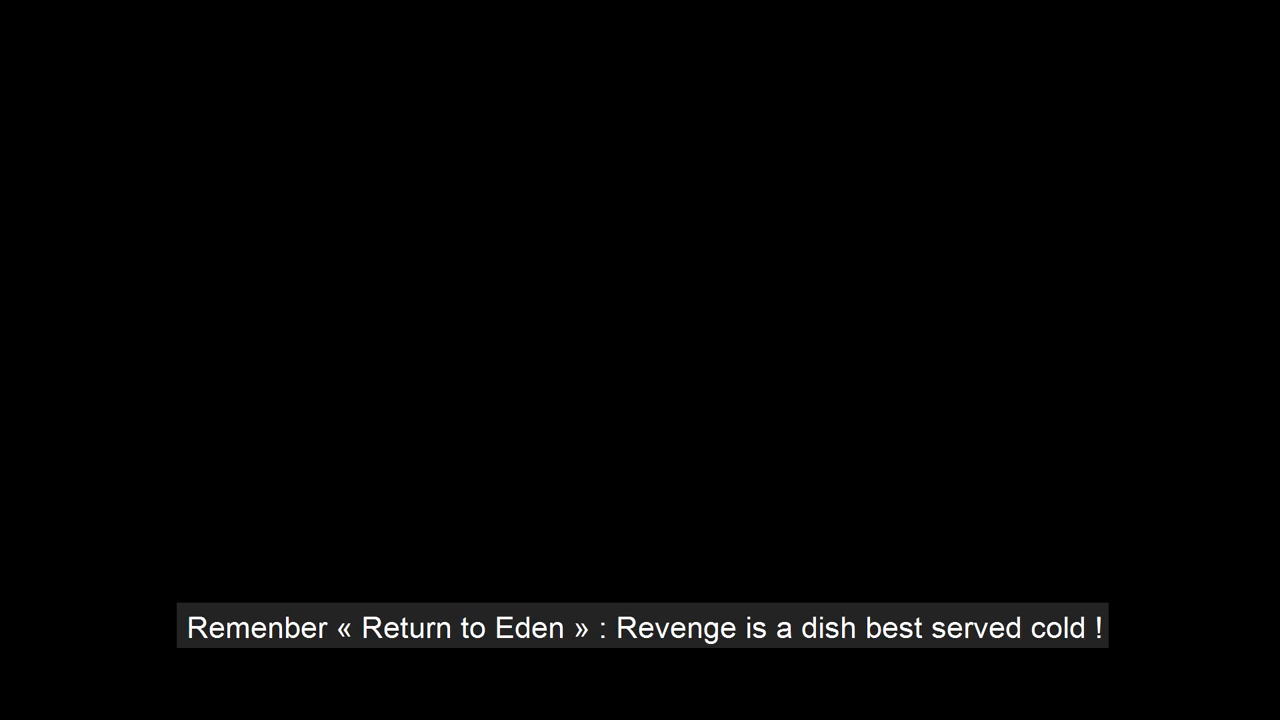 Remenber « Return to Eden » : Revenge is a dish best served cold !